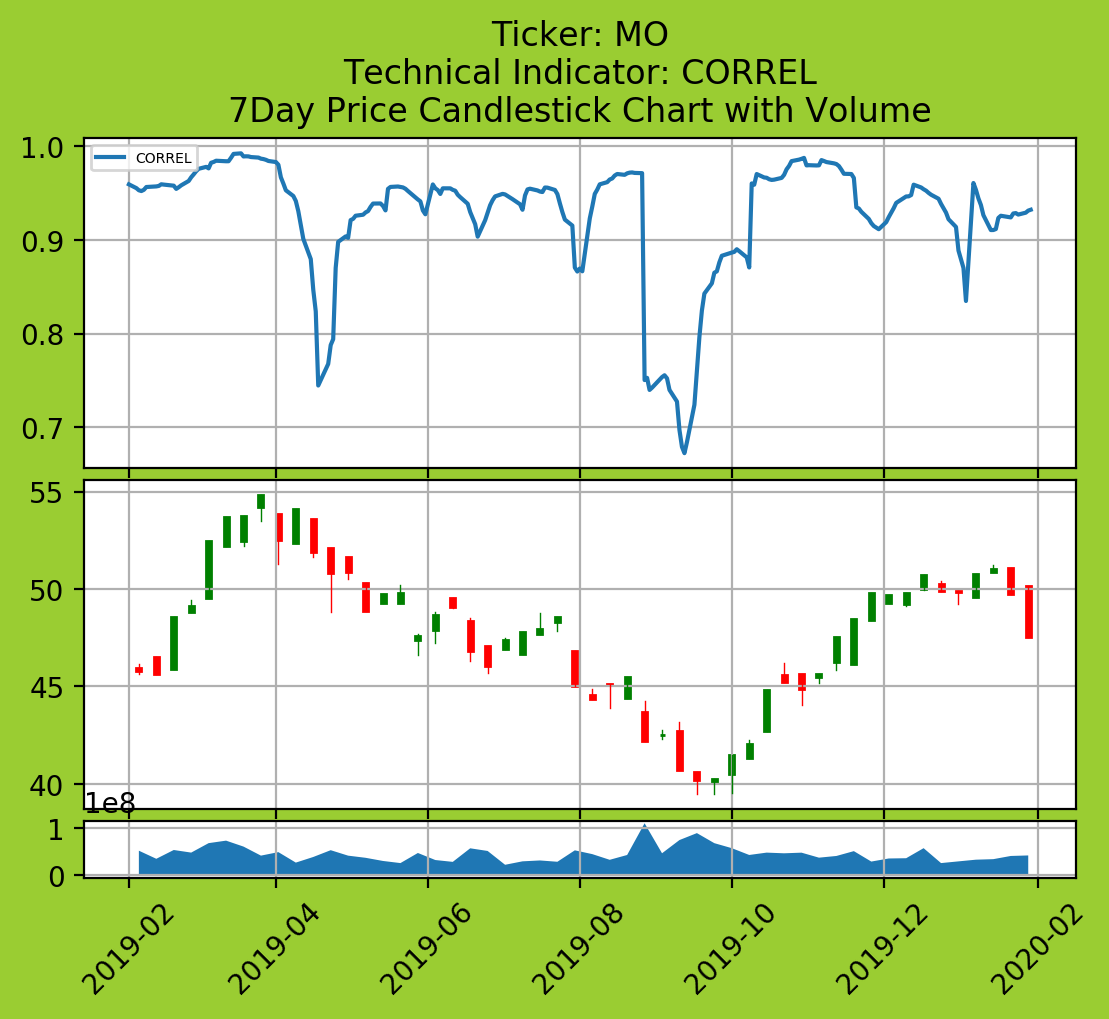 Ticker: MO
Technical Indicator: CORREL
7Day Price Candlestick Chart with Volume
1.0
CORREL
0.9
0.8
0.7
55
50
45
40
1e8
1
0
2019-02 2019-04 2019-06 2019-08 2019-10 2019-12 2020-02